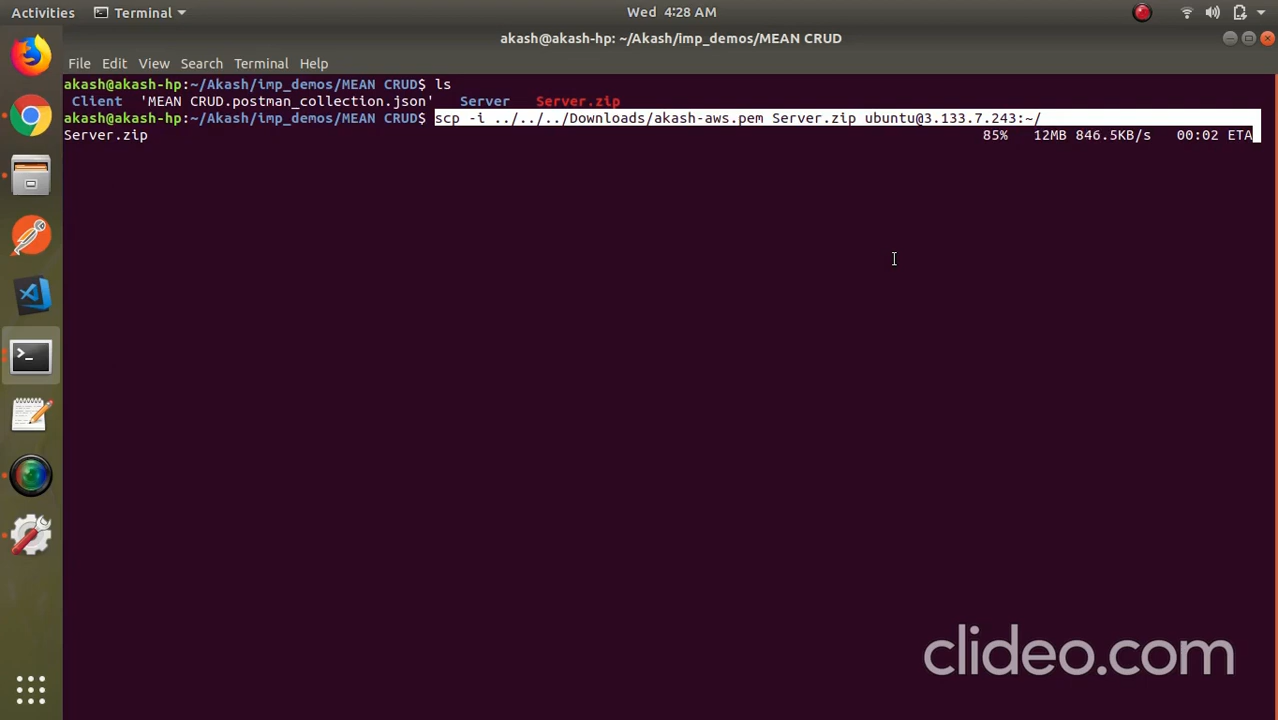 Activities Terminal Wed 4:28 AM
akash@akash-hp: ~/Akash/imp_demos/MEAN CRUD
File Edit View Search Terminal Help
akash@akash-hp:~/Akash/imp_demos/MEAN CRUD$ ls
Client 'MEAN CRUD.postman_collection.json' Server Server.zip
akash@akash-hp:~/Akash/imp_demos/MEAN CRUD$ scp -i ../../../Downloads/akash-aws.pem Server.zip ubuntu@3.133.7.243:~/
Server.zip 85% 12MB 846.5KB/s 00:02 ETA
clideo.com